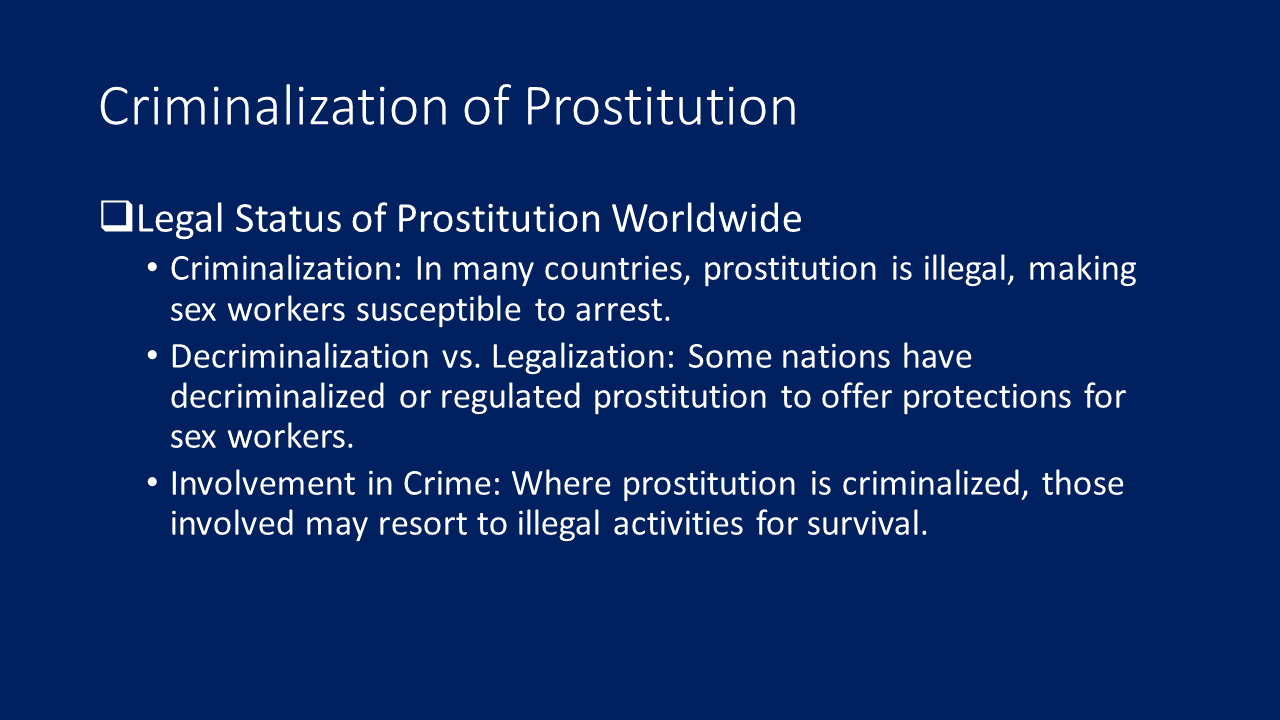 Criminalization of Prostitution
❑Legal Status of Prostitution Worldwide
• Criminalization: In many countries, prostitution is illegal, making
sex workers susceptible to arrest.
• Decriminalization vs. Legalization: Some nations have
decriminalized or regulated prostitution to offer protections for
sex workers.
• Involvement in Crime: Where prostitution is criminalized, those
involved may resort to illegal activities for survival.